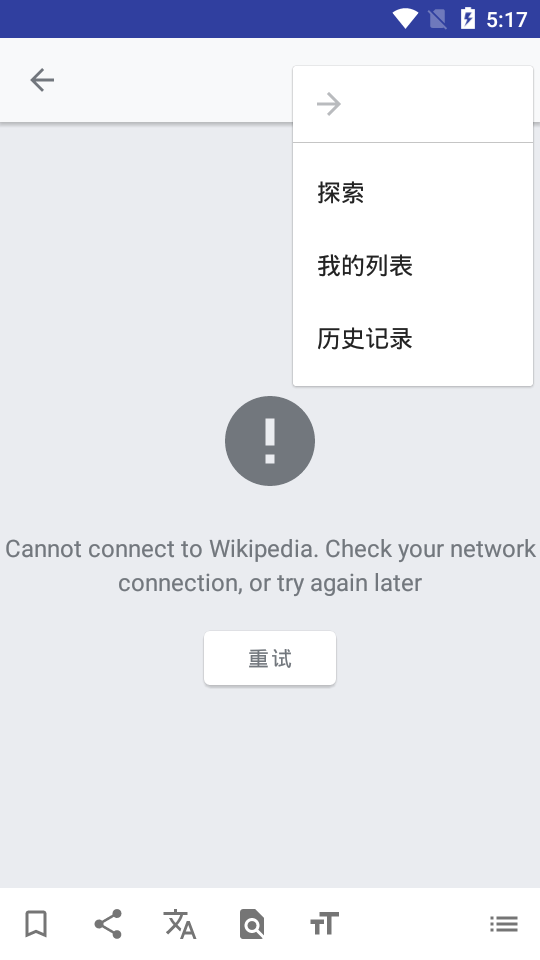 5:17
探索
我的列表
历史记录
Cannot connect to Wikipedia. Check your network
connection, or try again later
重试